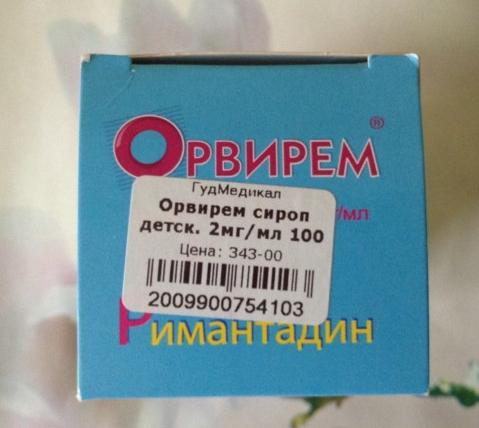 ОРВИРЕМ®
ГудМедикал
Орвирем сироп
г/мл
детск. 2мг/мл 100
Цена: 343-00
2009900754103
Римантадин